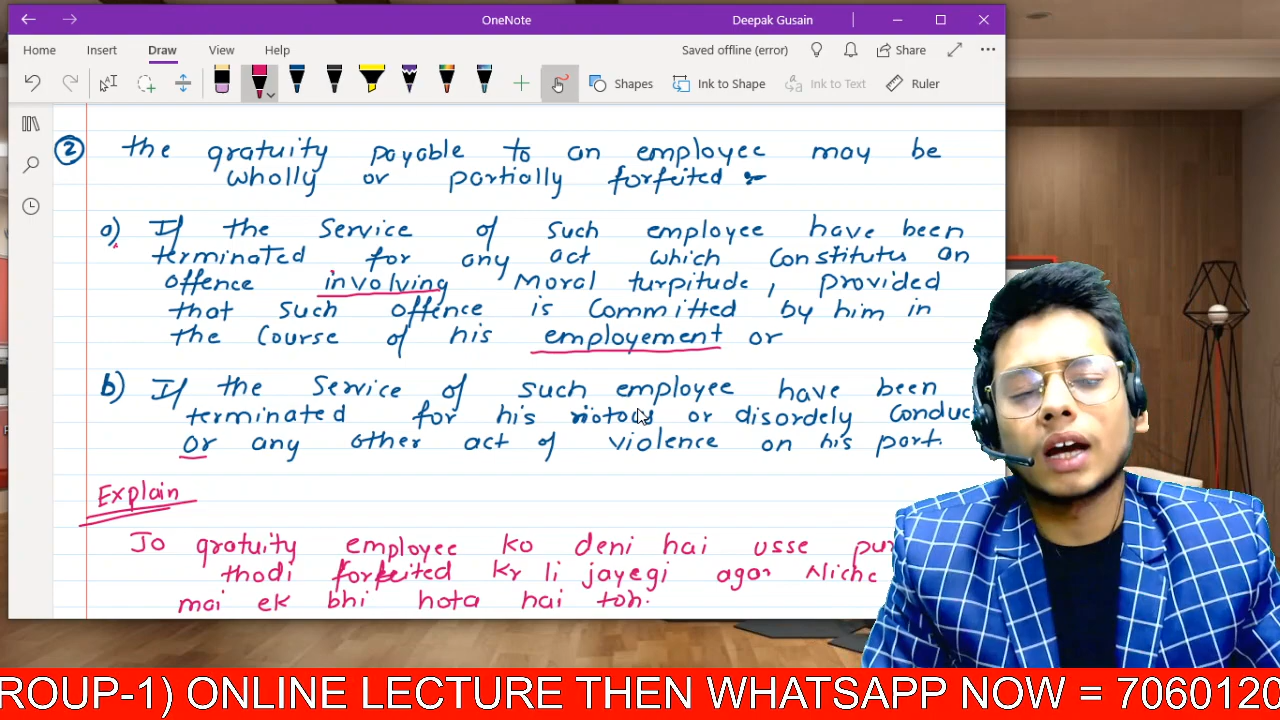 OneNote
Deepak Gusain
Home Insert Draw View Help
Saved offline (error)
Share
Shapes
Ink to Shape
Ink to Text
Ruler
② the gratuity payable to an employee may be
wholly or partially forfeited :-
a) If the Service of such employee have been
terminated for any act which Constitutes an
offence involving Moral turpitude, provided
that such offence is Committed by him in
the Course of his employement or
b) If the Service of such employee have been
terminated for his riotous or disordely Conduc
or any other act of violence on his part.
Explain
Jo gratuity employee ko deni hai usse
thodi forfeited kr li jayegi agar Niche
mai ek bhi hota hai toh.
ROUP-1) ONLINE LECTURE THEN WHATSAPP NOW = 7060120